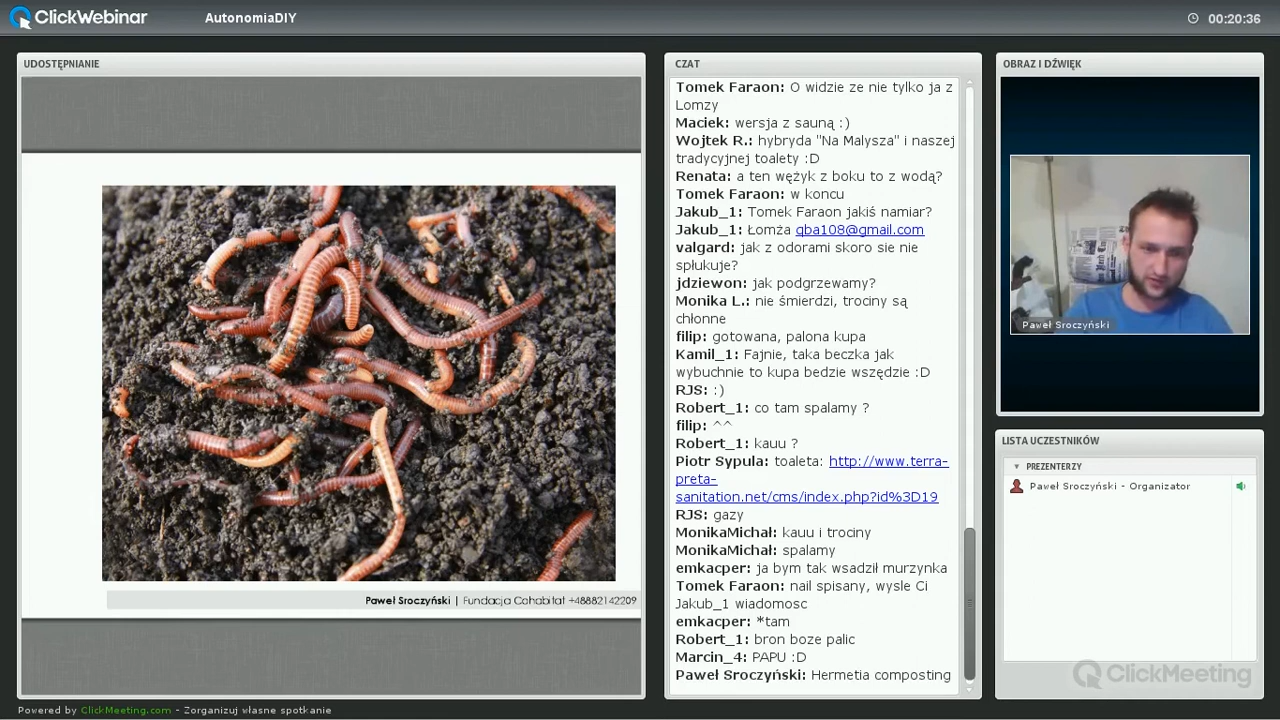 ClickWebinar
AutonomiaDIY
00:20:36
UDOSTĘPNIANIE
Paweł Sroczyński | Fundacja Cohabitat +48882142209
CZAT
Tomek Faraon: O widzie ze nie tylko ja z
Lomzy
Maciek: wersja z sauną :)
Wojtek R.: hybryda "Na Malysza" i naszej
tradycyjnej toalety :D
Renata: a ten wężyk z boku to z wodą?
Tomek Faraon: w koncu
Jakub_1: Tomek Faraon jakiś namiar?
Jakub_1: Łomża qba108@gmail.com
valgard: jak z odorami skoro sie nie
spłukuje?
jdziewon: jak podgrzewamy?
Monika L.: nie śmierdzi, trociny są
chłonne
filip: gotowana, palona kupa
Kamil_1: Fajnie, taka beczka jak
wybuchnie to kupa bedzie wszędzie :D
RJS: :)
Robert_1: co tam spalamy ?
filip: ^^
Robert_1: kauu ?
Piotr Sypula: toaleta: http://www.terra-
preta-
sanitation.net/cms/index.php?id%3D19
RJS: gazy
MonikaMichał: kauu i trociny
MonikaMichał: spalamy
emkacper: ja bym tak wsadził murzynka
Tomek Faraon: nail spisany, wysle Ci
Jakub_1 wiadomosc
emkacper: *tam
Robert_1: bron boze palic
Marcin_4: PAPU :D
Paweł Sroczyński: Hermetia composting
OBRAZ I DŹWIĘK
Paweł Sroczyński
LISTA UCZESTNIKÓW
PREZENTERZY
Paweł Sroczyński - Organizator
ClickMeeting
Powered by ClickMeeting.com - Zorganizuj własne spotkanie